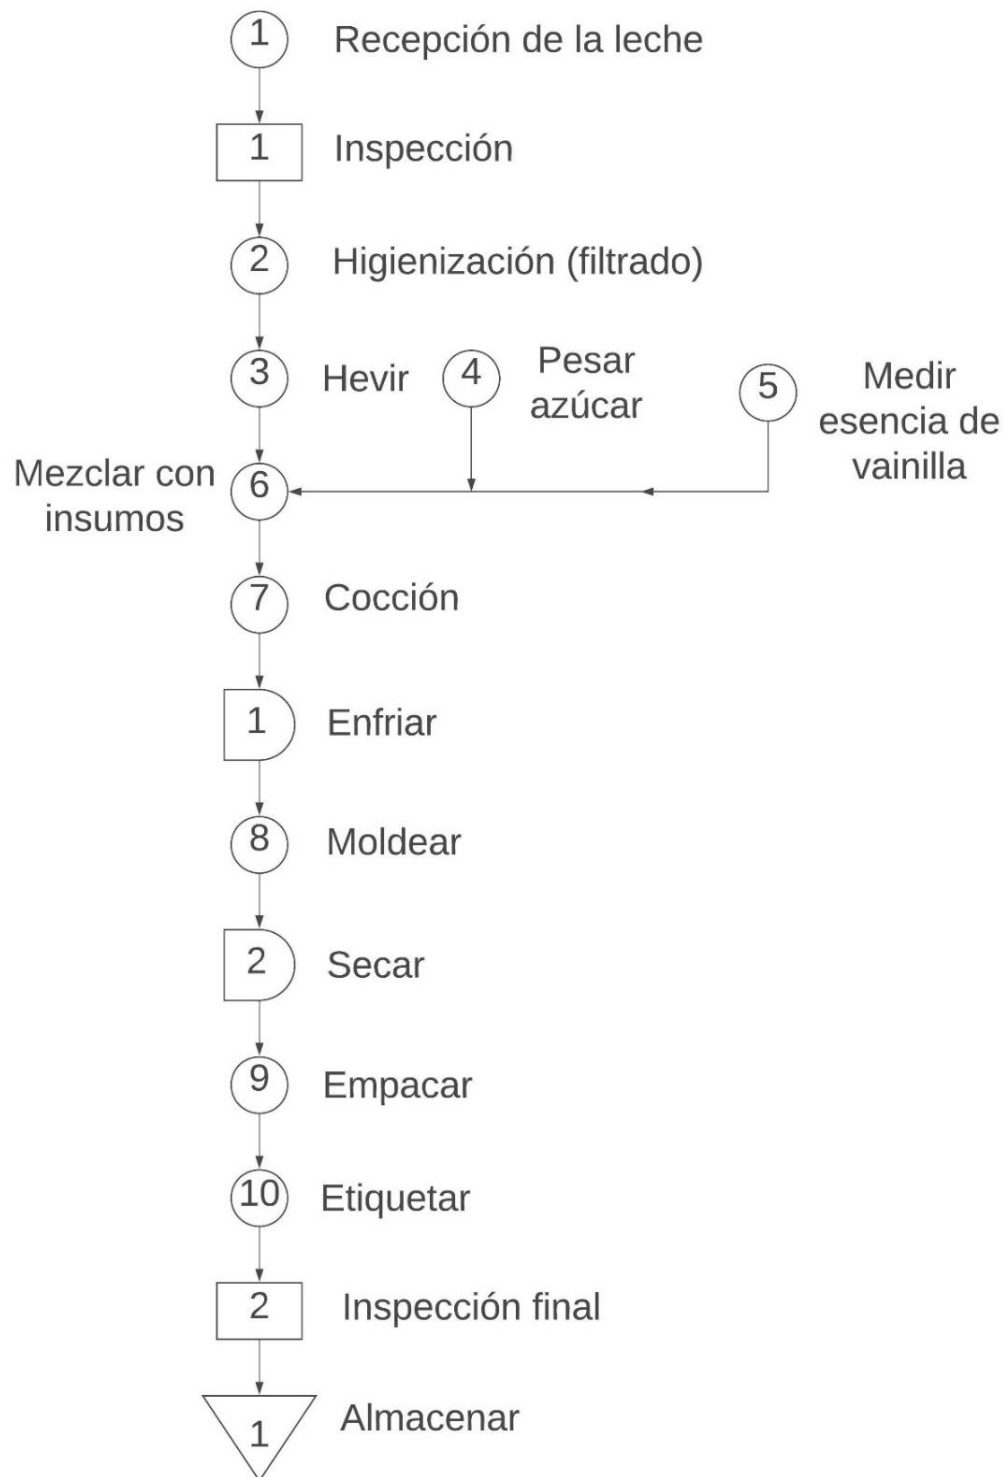 1
Recepción de la leche
1
Inspección
2
Higienización (filtrado)
3
Hevir
4
Pesar
azúcar
5
Medir
esencia de
vainilla
Mezclar con
insumos
6
7
Cocción
1
Enfriar
8
Moldear
2
Secar
9
Empacar
10
Etiquetar
2
Inspección final
1
Almacenar